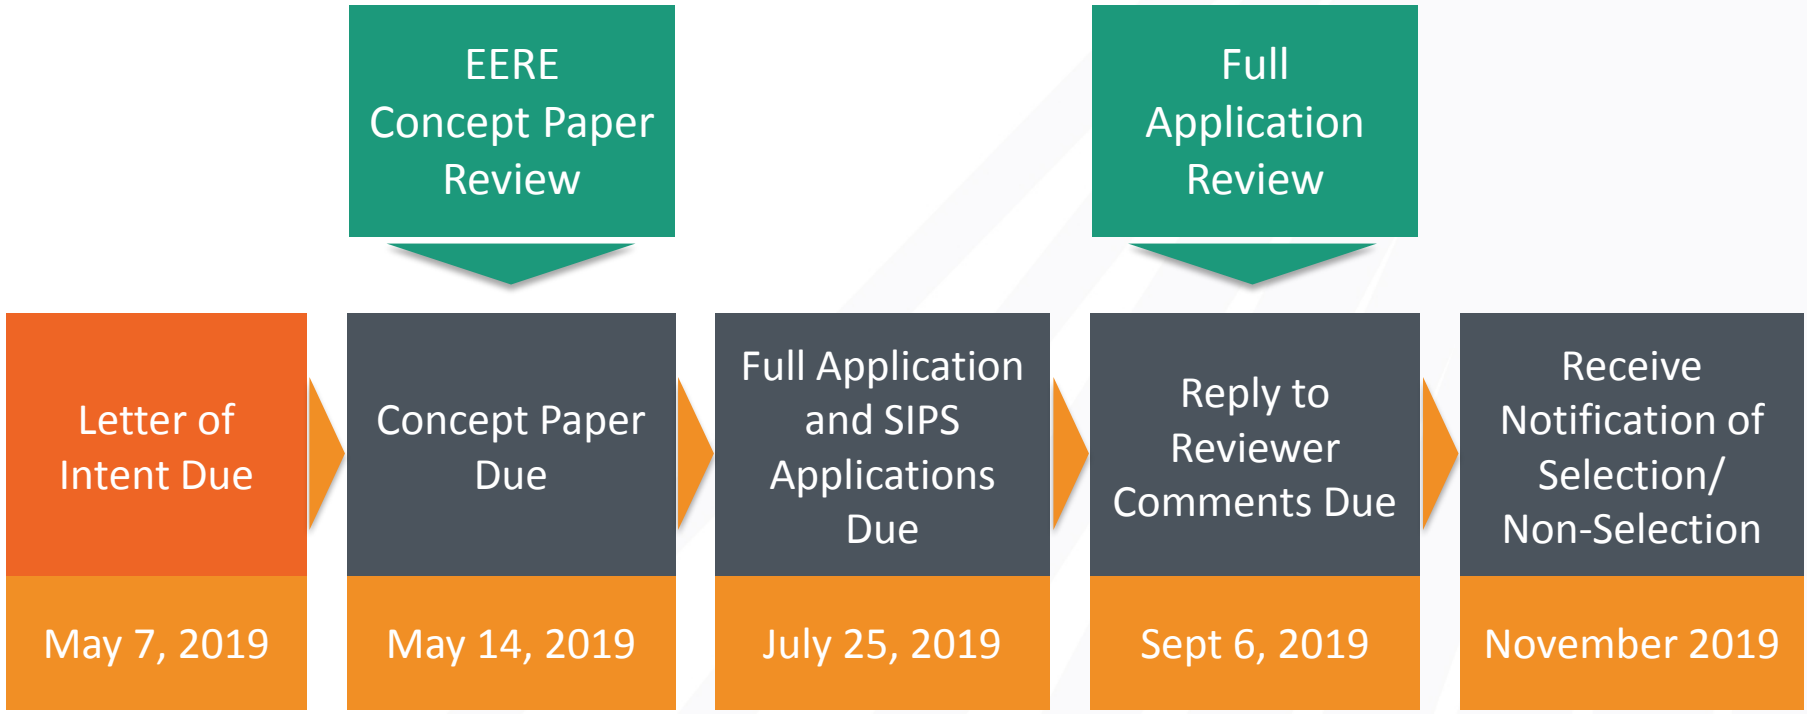 EERE
Concept Paper
Review
Full
Application
Review
Letter of
Intent Due
May 7, 2019
Concept Paper
Due
May 14, 2019
Full Application
and SIPS
Applications
Due
July 25, 2019
Reply to
Reviewer
Comments Due
Sept 6, 2019
Receive
Notification of
Selection/
Non-Selection
November 2019